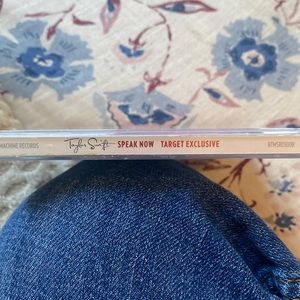 MACHINE RECORDS Taylor Swift SPEAK NOW TARGET EXCLUSIVE